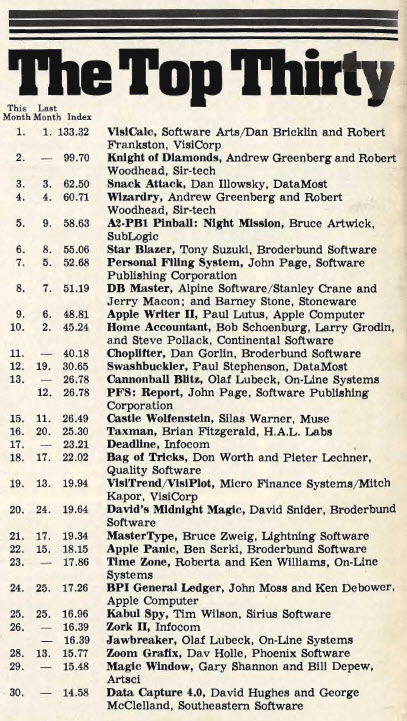 The Top Thirty
This Last
Month Month Index
1. 1. 133.32 VisiCalc, Software Arts/Dan Bricklin and Robert
Frankston, VisiCorp
2. — 99.70 Knight of Diamonds, Andrew Greenberg and Robert
Woodhead, Sir-tech
3. 3. 62.50 Snack Attack, Dan Illowsky, DataMost
4. 4. 60.71 Wizardry, Andrew Greenberg and Robert
Woodhead, Sir-tech
5. 9. 58.63 A2-PB1 Pinball: Night Mission, Bruce Artwick,
SubLogic
6. 8. 55.06 Star Blazer, Tony Suzuki, Broderbund Software
7. 5. 52.68 Personal Filing System, John Page, Software
Publishing Corporation
8. 7. 51.19 DB Master, Alpine Software/Stanley Crane and
Jerry Macon; and Barney Stone, Stoneware
9. 6. 48.81 Apple Writer II, Paul Lutus, Apple Computer
10. 2. 45.24 Home Accountant, Bob Schoenburg, Larry Grodin,
and Steve Pollack, Continental Software
11. — 40.18 Choplifter, Dan Gorlin, Broderbund Software
12. 19. 30.65 Swashbuckler, Paul Stephenson, DataMost
13. — 26.78 Cannonball Blitz, Olaf Lubeck, On-Line Systems
12. 26.78 PFS: Report, John Page, Software Publishing
Corporation
15. 11. 26.49 Castle Wolfenstein, Silas Warner, Muse
16. 20. 25.30 Taxman, Brian Fitzgerald, H.A.L. Labs
17. — 23.21 Deadline, Infocom
18. 17. 22.02 Bag of Tricks, Don Worth and Pieter Lechner,
Quality Software
19. 13. 19.94 VisiTrend/VisiPlot, Micro Finance Systems/Mitch
Kapor, VisiCorp
20. 24. 19.64 David's Midnight Magic, David Snider, Broderbund
Software
21. 17. 19.34 MasterType, Bruce Zweig, Lightning Software
22. 15. 18.15 Apple Panic, Ben Serki, Broderbund Software
23. — 17.86 Time Zone, Roberta and Ken Williams, On-Line
Systems
24. 25. 17.26 BPI General Ledger, John Moss and Ken Debower,
Apple Computer
25. 25. 16.96 Kabul Spy, Tim Wilson, Sirius Software
26. — 16.39 Zork II, Infocom
— 16.39 Jawbreaker, Olaf Lubeck, On-Line Systems
28. 13. 15.77 Zoom Grafix, Dav Holle, Phoenix Software
29. — 15.48 Magic Window, Gary Shannon and Bill Depew,
Artsci
30. — 14.58 Data Capture 4.0, David Hughes and George
McClelland, Southeastern Software